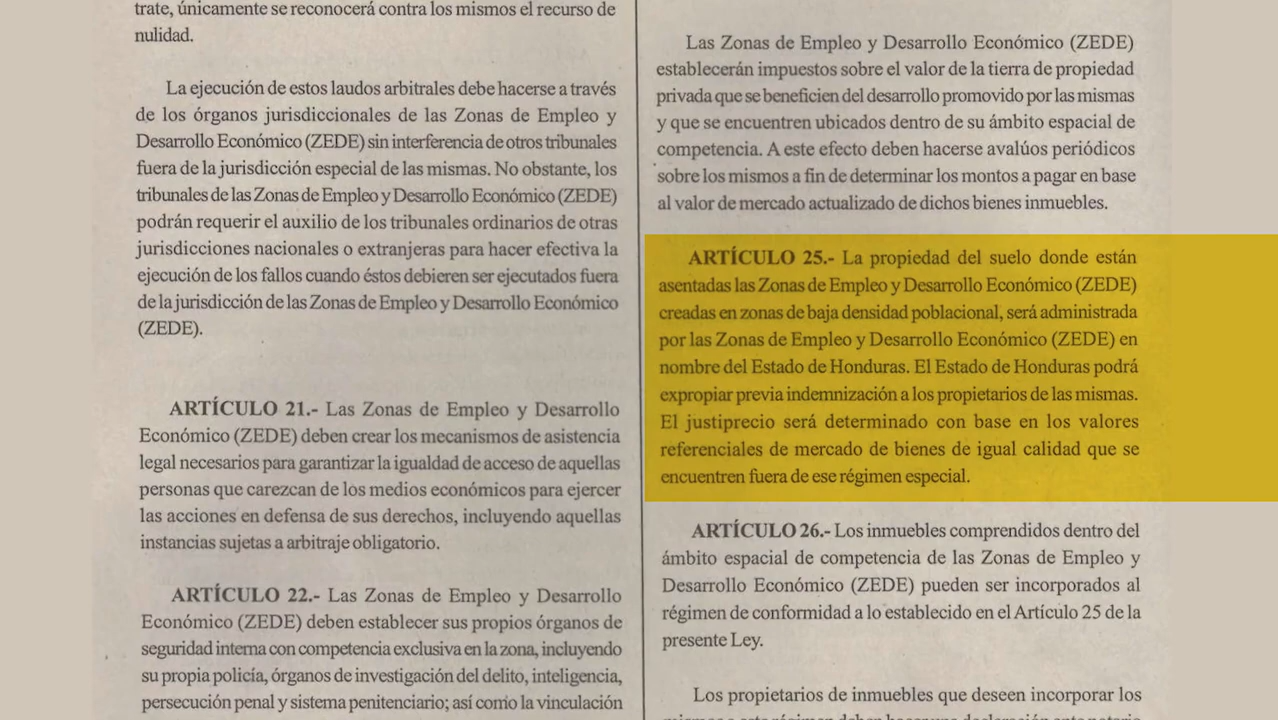 trate, únicamente se reconocerá contra los mismos el recurso de
nulidad.
La ejecución de estos laudos arbitrales debe hacerse a través
de los órganos jurisdiccionales de las Zonas de Empleo y
Desarrollo Económico (ZEDE) sin interferencia de otros tribunales
fuera de la jurisdicción especial de las mismas. No obstante, los
tribunales de las Zonas de Empleo y Desarrollo Económico (ZEDE)
podrán requerir el auxilio de los tribunales ordinarios de otras
jurisdicciones nacionales o extranjeras para hacer efectiva la
ejecución de los fallos cuando éstos debieren ser ejecutados fuera
de la jurisdicción de las Zonas de Empleo y Desarrollo Económico
(ZEDE).
ARTÍCULO 21.- Las Zonas de Empleo y Desarrollo
Económico (ZEDE) deben crear los mecanismos de asistencia
legal necesarios para garantizar la igualdad de acceso de aquellas
personas que carezcan de los medios económicos para ejercer
las acciones en defensa de sus derechos, incluyendo aquellas
instancias sujetas a arbitraje obligatorio.
ARTÍCULO 22.- Las Zonas de Empleo y Desarrollo
Económico (ZEDE) deben establecer sus propios órganos de
seguridad interna con competencia exclusiva en la zona, incluyendo
su propia policía, órganos de investigación del delito, inteligencia,
persecución penal y sistema penitenciario; así como la vinculación
Las Zonas de Empleo y Desarrollo Económico (ZEDE)
establecerán impuestos sobre el valor de la tierra de propiedad
privada que se beneficien del desarrollo promovido por las mismas
y que se encuentren ubicados dentro de su ámbito espacial de
competencia. A este efecto deben hacerse avalúos periódicos
sobre los mismos a fin de determinar los montos a pagar en base
al valor de mercado actualizado de dichos bienes inmuebles.
ARTÍCULO 25.- La propiedad del suelo donde están
asentadas las Zonas de Empleo y Desarrollo Económico (ZEDE)
creadas en zonas de baja densidad poblacional, será administrada
por las Zonas de Empleo y Desarrollo Económico (ZEDE) en
nombre del Estado de Honduras. El Estado de Honduras podrá
expropiar previa indemnización a los propietarios de las mismas.
El justiprecio será determinado con base en los valores
referenciales de mercado de bienes de igual calidad que se
encuentren fuera de ese régimen especial.
ARTÍCULO 26.- Los inmuebles comprendidos dentro del
ámbito espacial de competencia de las Zonas de Empleo y
Desarrollo Económico (ZEDE) pueden ser incorporados al
régimen de conformidad a lo establecido en el Artículo 25 de la
presente Ley.
Los propietarios de inmuebles que deseen incorporar los